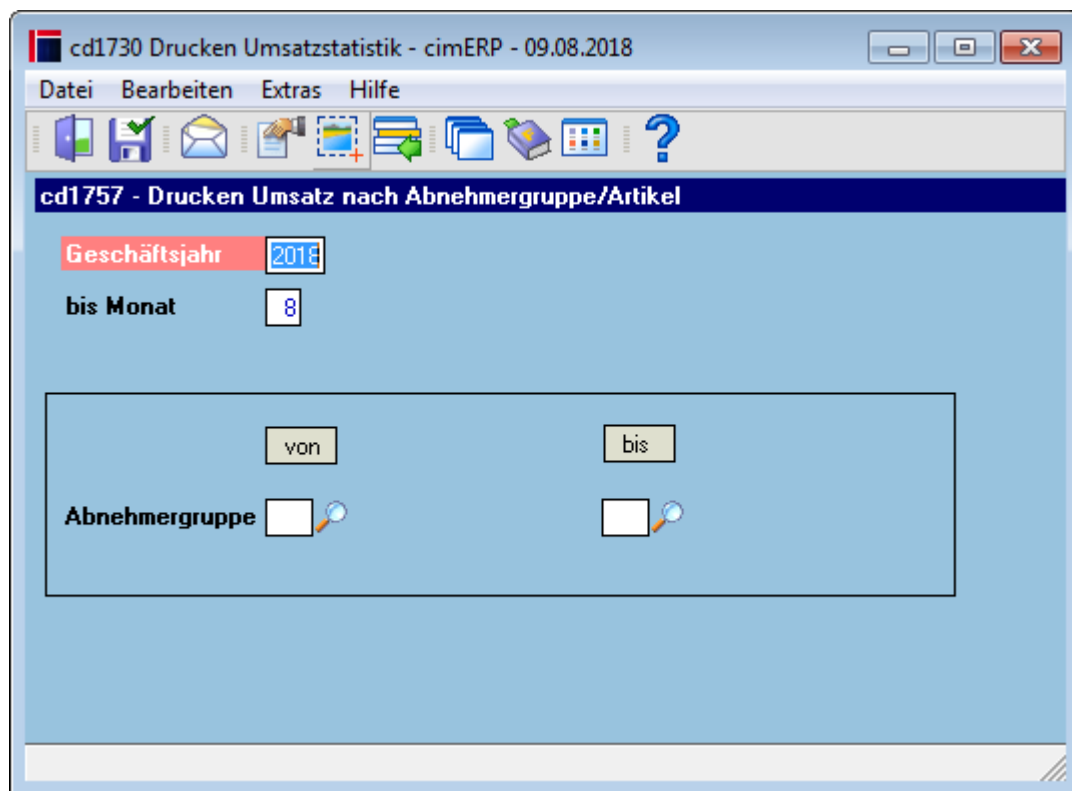 cd1730 Drucken Umsatzstatistik - cimERP - 09.08.2018
Datei Bearbeiten Extras Hilfe
cd1757 - Drucken Umsatz nach Abnehmergruppe/Artikel
Geschäftsjahr 2018
bis Monat 8
von bis
Abnehmergruppe